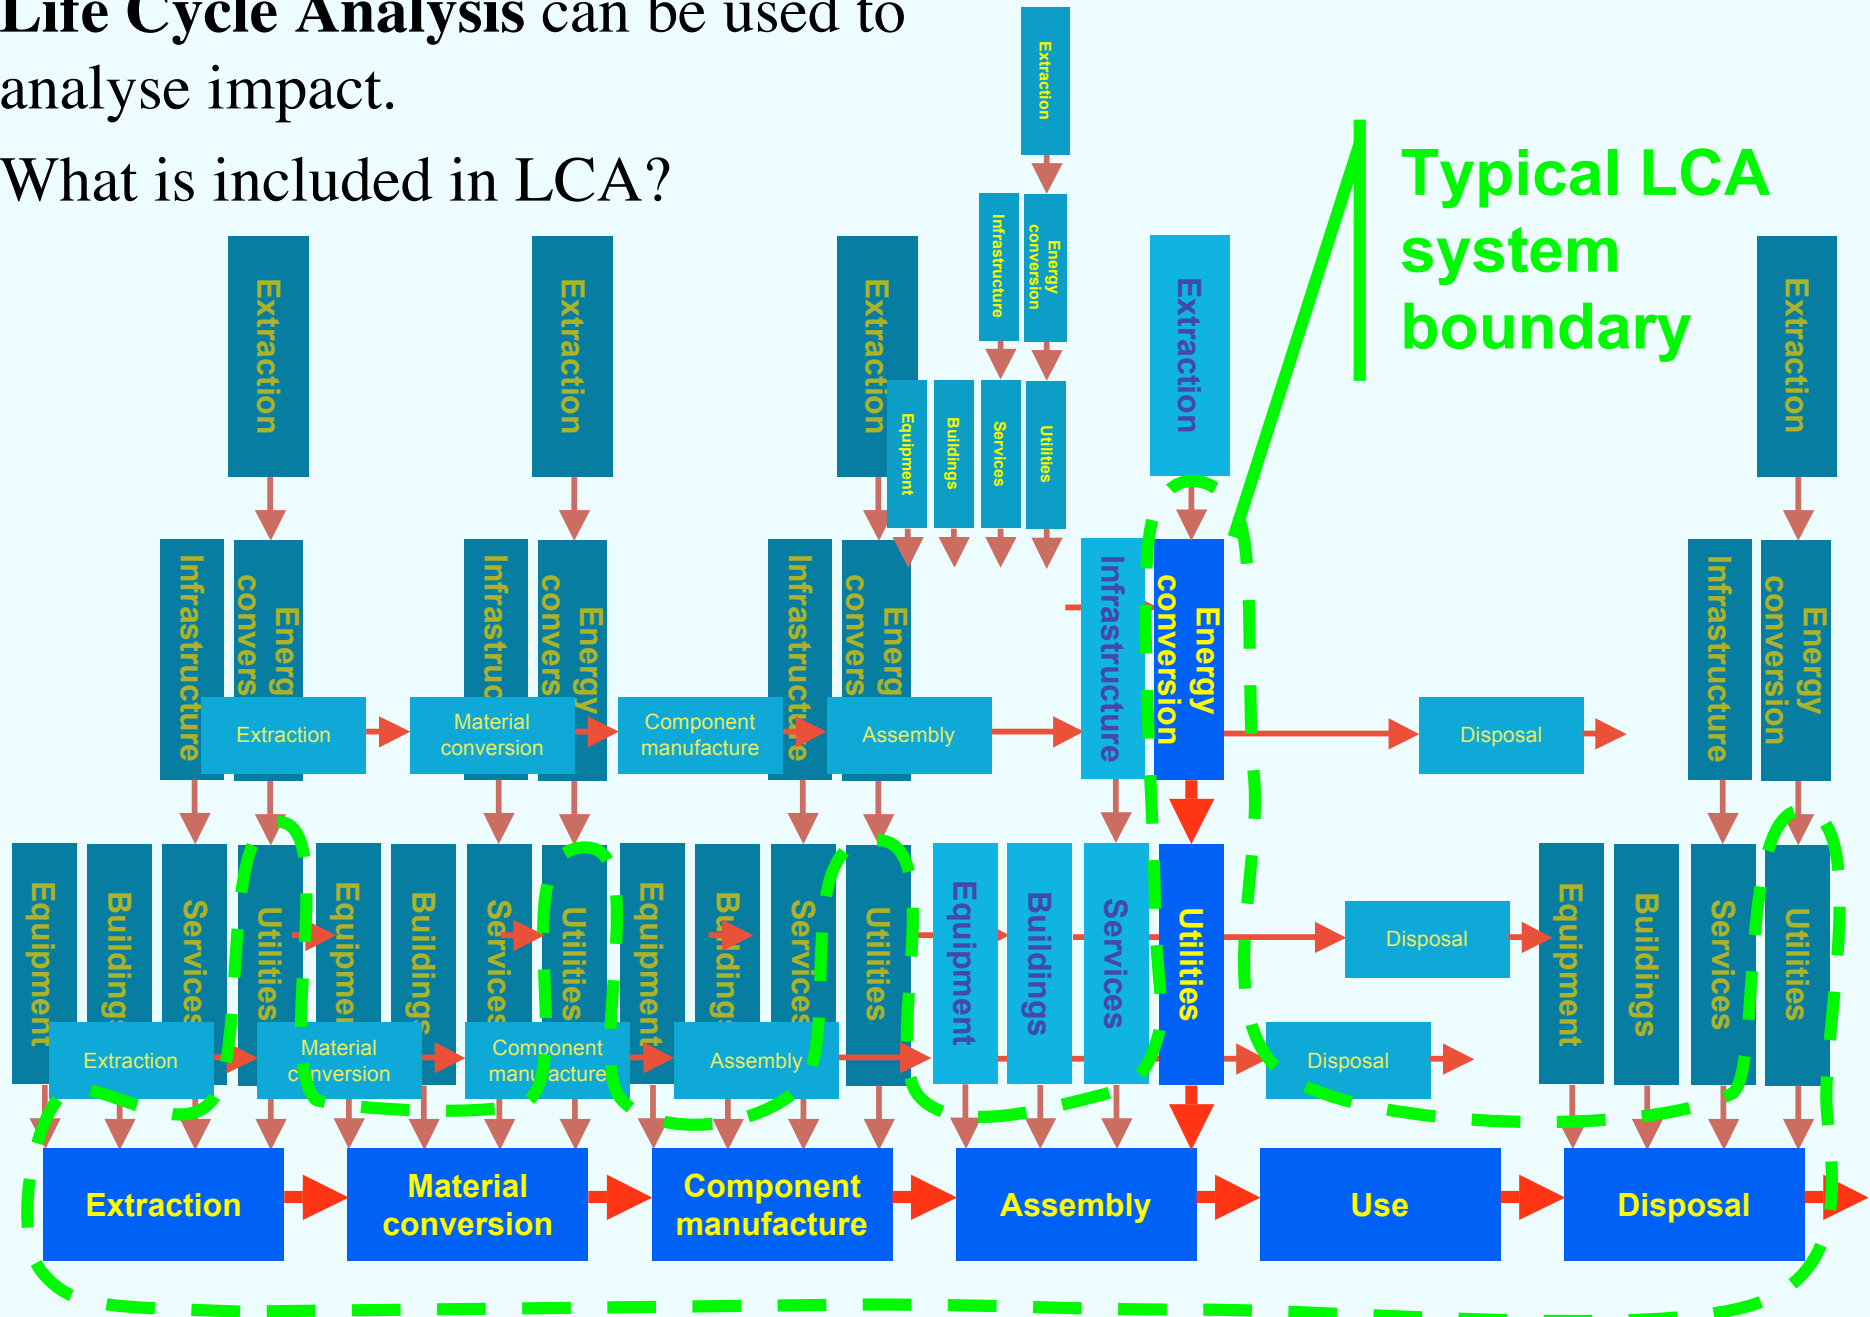 Life Cycle Analysis can be used to
analyse impact.
What is included in LCA?
Typical LCA
system
boundary
Extraction
Infrastructure
Energy
conversion
Equipment
Buildings
Services
Utilities
Extraction
Extraction
Extraction
Extraction
Extraction
Infrastructure
Energy
Infrastructure
Energy
Infrastructure
Energy
conversion
Infrastructure
Energy
conversion
Extraction
Material
conversion
Component
manufacture
Assembly
Disposal
Equipment
Buildings
Services
Utilities
Equipment
Buildings
Services
Utilities
Equipment
Buildings
Services
Utilities
Equipment
Buildings
Services
Utilities
Disposal
Equipment
Buildings
Services
Utilities
Extraction
Material
conversion
Component
manufacture
Assembly
Disposal
Extraction
Material
conversion
Component
manufacture
Assembly
Use
Disposal